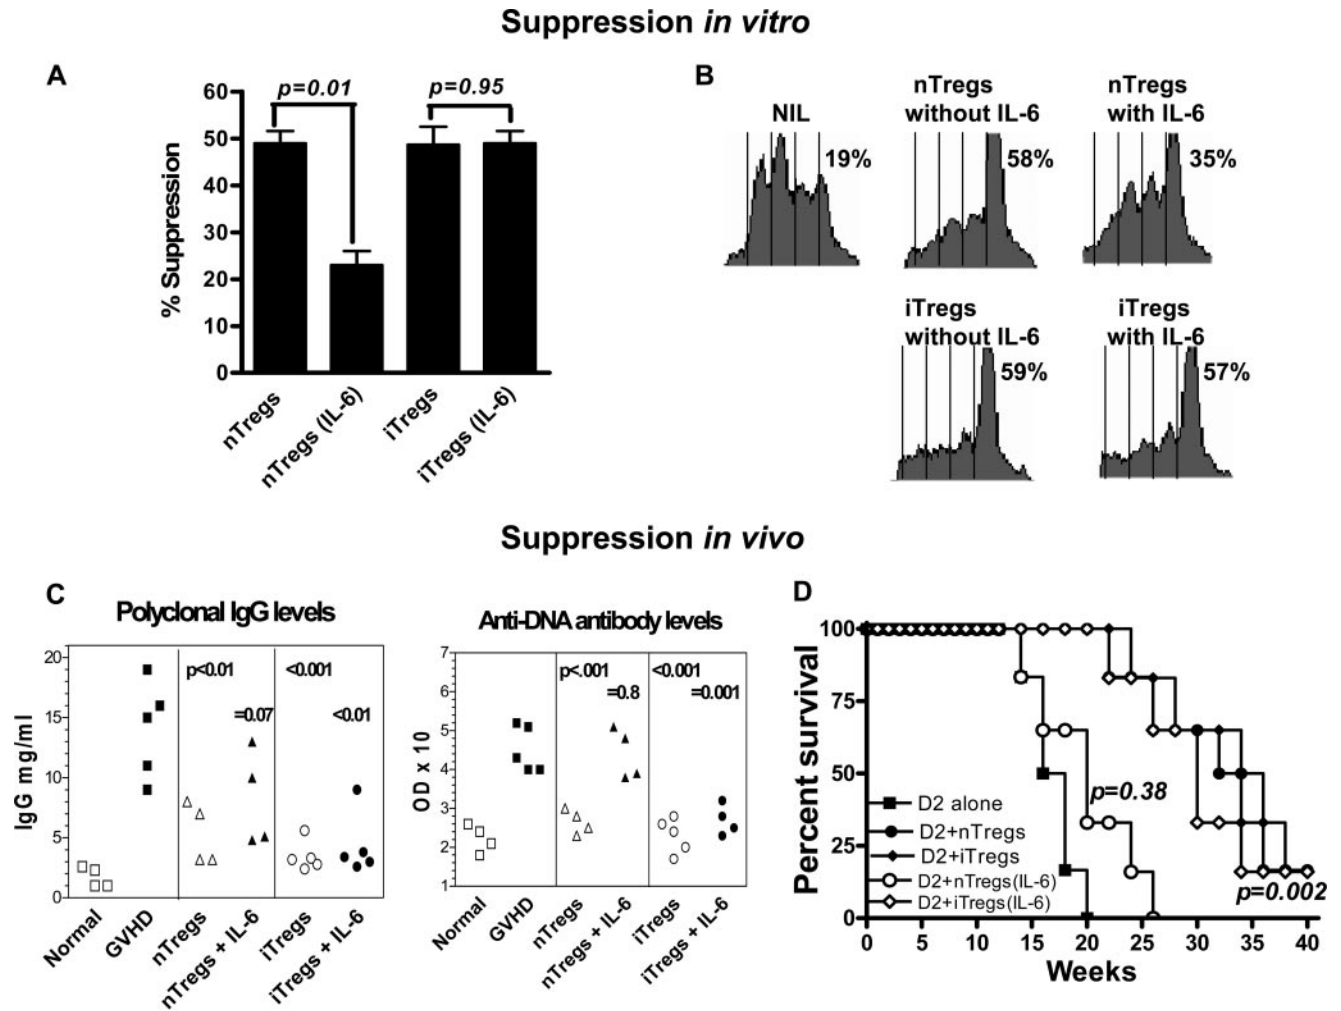 Suppression in vitro
A
p=0.01
p=0.95
% Suppression
60
50
40
30
20
10
0
nTregs
nTregs (IL-6)
iTregs
iTregs (IL-6)
B
NIL
19%
nTregs
without IL-6
58%
nTregs
with IL-6
35%
iTregs
without IL-6
59%
iTregs
with IL-6
57%
Suppression in vivo
C
Polyclonal IgG levels
IgG mg/ml
20
15
10
5
0
p<0.01
=0.07
<0.001
<0.01
Normal
GVHD
nTregs
nTregs + IL-6
iTregs
iTregs + IL-6
Anti-DNA antibody levels
OD x 10
7
6
5
4
3
2
1
p<.001
=0.8
<0.001
=0.001
Normal
GVHD
nTregs
nTregs + IL-6
iTregs
iTregs + IL-6
D
Percent survival
100
75
50
25
0
D2 alone
D2+nTregs
D2+iTregs
D2+nTregs(IL-6)
D2+iTregs(IL-6)
p=0.38
p=0.002
0 5 10 15 20 25 30 35 40
Weeks